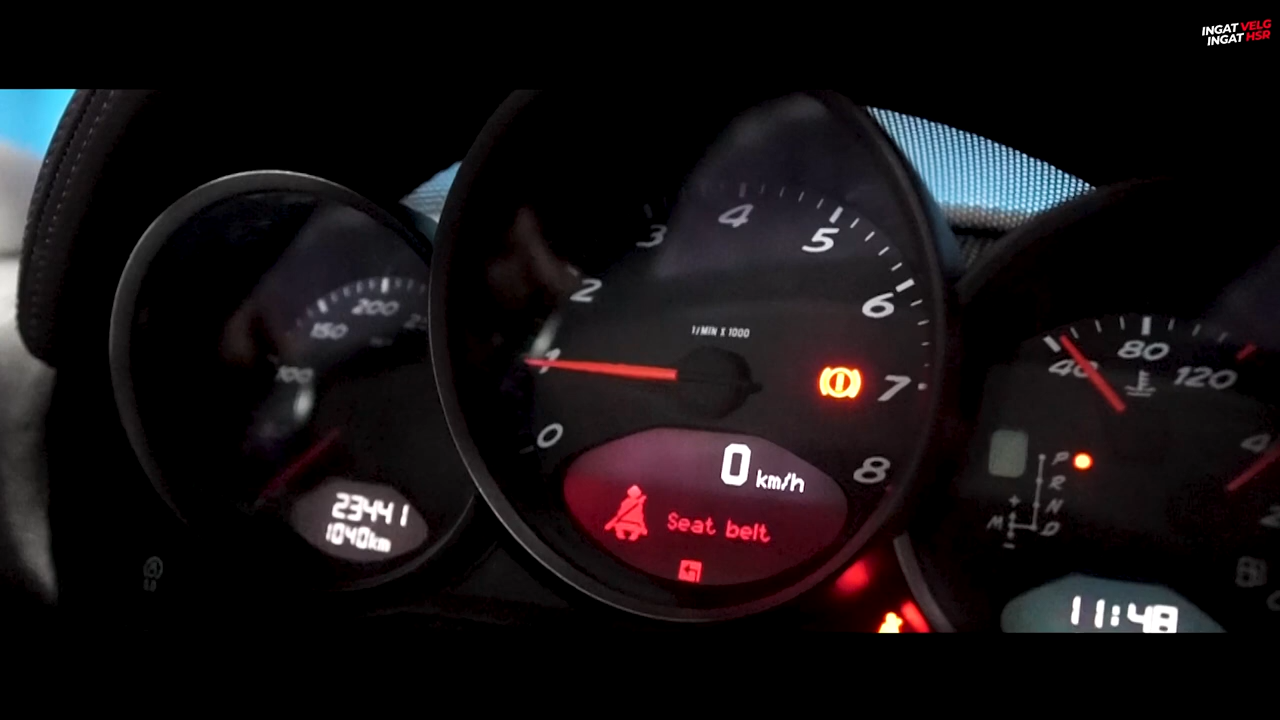 INGAT VELG
INGAT HSR
100
150
200
23441
1040km
0
1
2
3
4
5
6
7
8
1/MIN X 1000
0 km/h
Seat belt
40
80
120
P
R
N
M
D
+
-
11:48